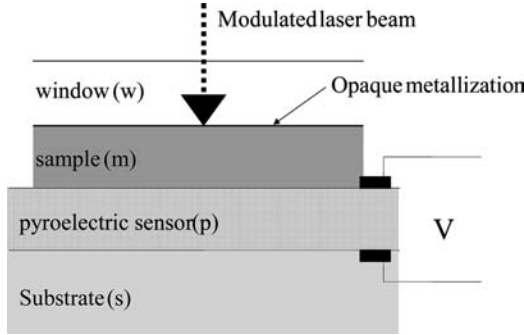 Modulated laser beam
window (w)
Opaque metallization
sample (m)
pyroelectric sensor(p)
V
Substrate (s)